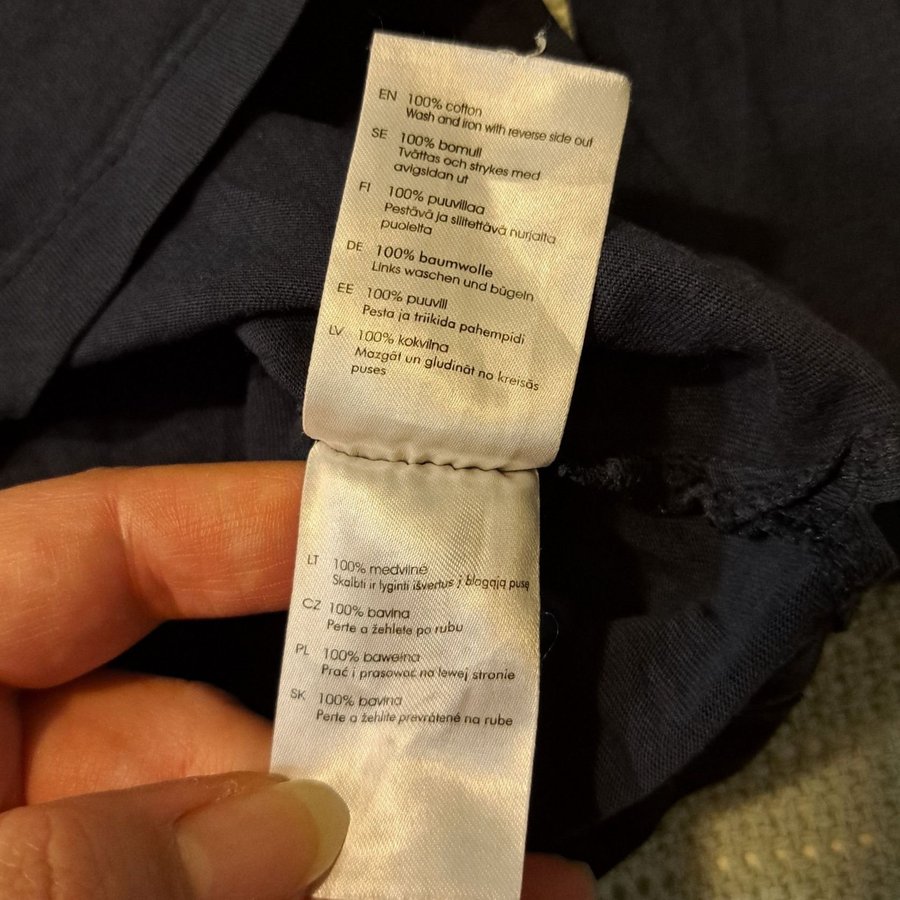 EN 100% cotton
Wash and iron with reverse side out
SE 100% bomull
Tvättas och strykes med
avigsidan ut
FI 100% puuvillaa
Pestävä ja silitettävä nurjalta
puolelta
DE 100% baumwolle
Links waschen und bügeln
EE 100% puuvill
Pesta ja triikida pahempidi
LV 100% kokvilna
Mazgāt un gludināt no kreisās
puses
LT 100% medvilnė
Skalbti ir lyginti išvertus į blogąją pusę
CZ 100% bavlna
Perte a žehlete po rubu
PL 100% bawełna
Prać i prasować na lewej stronie
SK 100% bavlna
Perte a žehlite prevrátené na rube